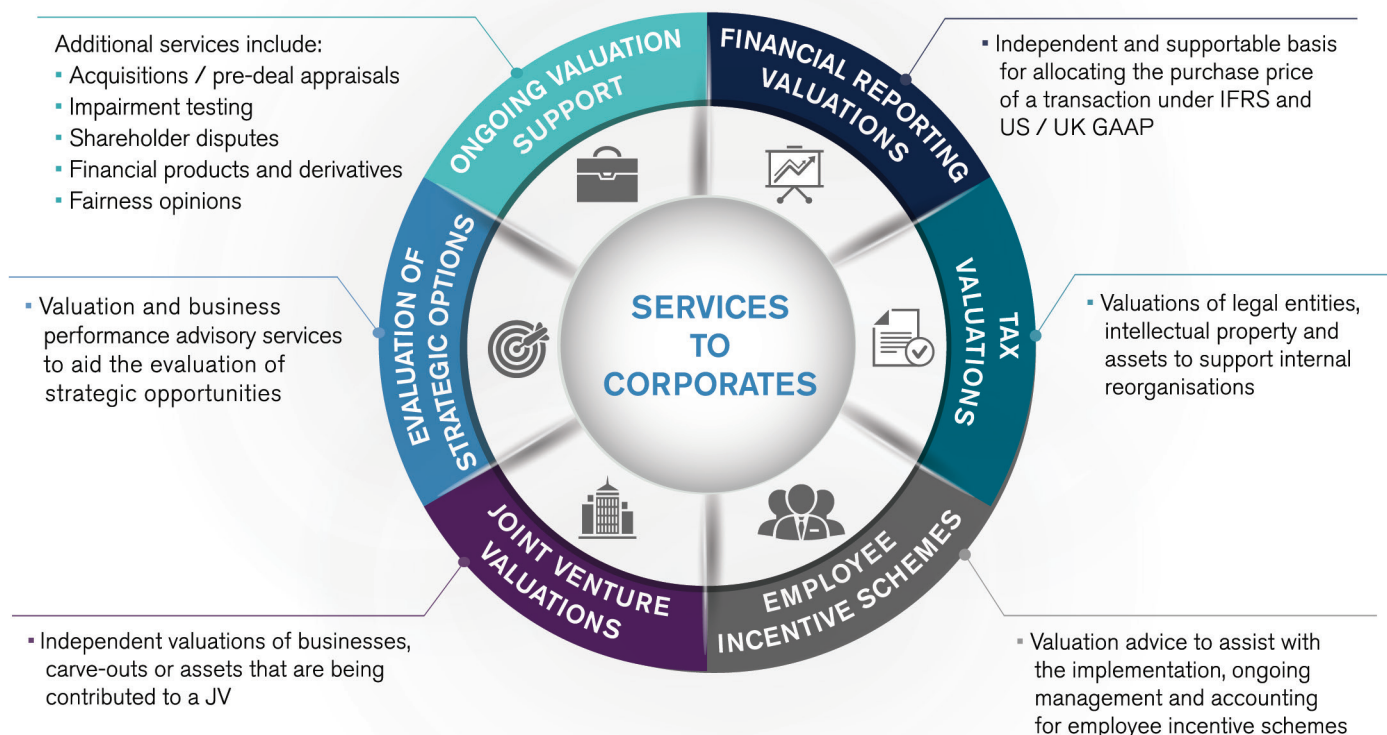 Additional services include:
▪ Acquisitions / pre-deal appraisals
▪ Impairment testing
▪ Shareholder disputes
▪ Financial products and derivatives
▪ Fairness opinions
ONGOING VALUATION
SUPPORT
FINANCIAL REPORTING
VALUATIONS
▪ Independent and supportable basis
for allocating the purchase price
of a transaction under IFRS and
US / UK GAAP
▪ Valuation and business
performance advisory services
to aid the evaluation of
strategic opportunities
EVALUATION OF
STRATEGIC OPTIONS
SERVICES
TO
CORPORATES
TAX
VALUATIONS
▪ Valuations of legal entities,
intellectual property and
assets to support internal
reorganisations
▪ Independent valuations of businesses,
carve-outs or assets that are being
contributed to a JV
JOINT VENTURE
VALUATIONS
EMPLOYEE
INCENTIVE SCHEMES
▪ Valuation advice to assist with
the implementation, ongoing
management and accounting
for employee incentive schemes